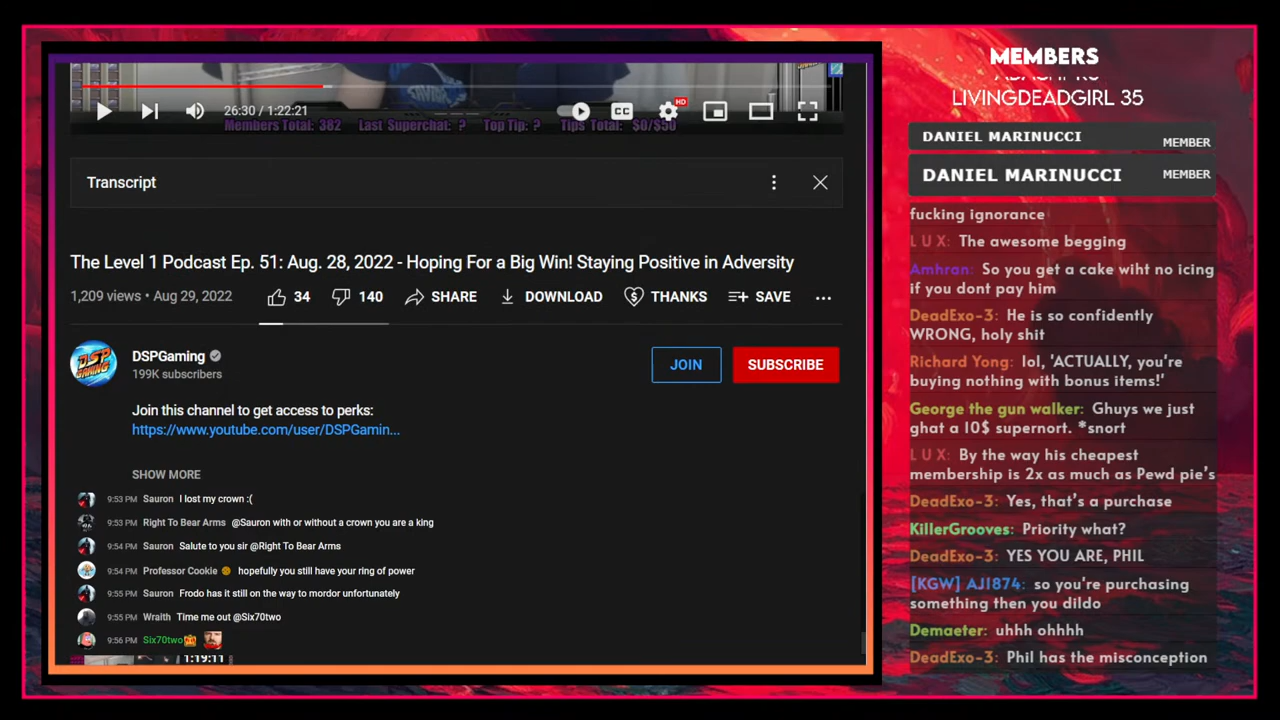 26:30 / 1:22:21
CC
HD
Members Total: 382 Last Superchat: ? Top Tip: ? Tips Total: $0/$50
Transcript
The Level 1 Podcast Ep. 51: Aug. 28, 2022 - Hoping For a Big Win! Staying Positive in Adversity
1,209 views • Aug 29, 2022
34
140
SHARE
DOWNLOAD
THANKS
SAVE
DSP GAMING
DSPGaming
199K subscribers
JOIN
SUBSCRIBE
Join this channel to get access to perks:
https://www.youtube.com/user/DSPGamin...
SHOW MORE
9:53 PM Sauron I lost my crown :(
9:53 PM Right To Bear Arms @Sauron with or without a crown you are a king
9:54 PM Sauron Salute to you sir @Right To Bear Arms
9:54 PM Professor Cookie hopefully you still have your ring of power
9:55 PM Sauron Frodo has it still on the way to mordor unfortunately
9:55 PM Wraith Time me out @Six70two
9:56 PM Six70two
1:19:11
MEMBERS
LIVINGDEADGIRL 35
DANIEL MARINUCCI MEMBER
DANIEL MARINUCCI MEMBER
fucking ignorance
L U X: The awesome begging
Amhran: So you get a cake wiht no icing
if you dont pay him
DeadExo-3: He is so confidently
WRONG, holy shit
Richard Yong: lol, 'ACTUALLY, you're
buying nothing with bonus items!'
George the gun walker: Ghuys we just
ghat a 10$ supernort. *snort
L U X: By the way his cheapest
membership is 2x as much as Pewd pie's
DeadExo-3: Yes, that's a purchase
KillerGrooves: Priority what?
DeadExo-3: YES YOU ARE, PHIL
[KGW] AJ1874: so you're purchasing
something then you dildo
Demaeter: uhhh ohhhh
DeadExo-3: Phil has the misconception